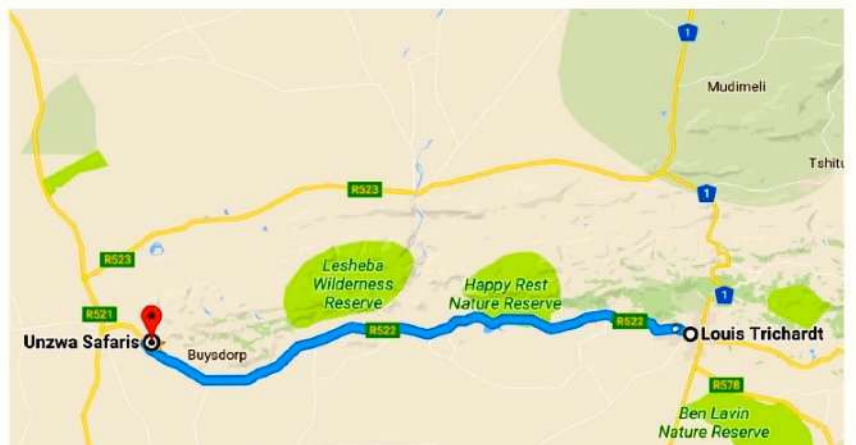 1
Mudimeli
Tshitu
R523
1
R523
Lesheba
Wilderness
Reserve
Happy Rest
Nature Reserve
1
R521
R522
R522
Unzwa Safaris
Louis Trichardt
Buysdorp
R578
Ben Lavin
Nature Reserve